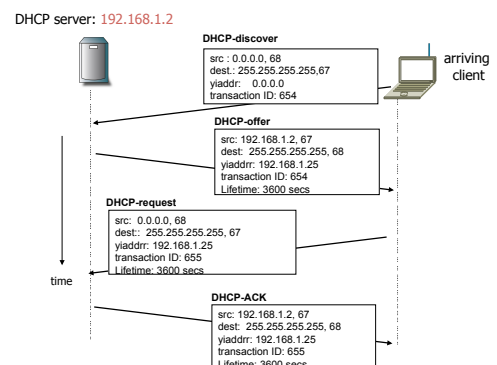 DHCP server: 192.168.1.2
DHCP-discover
src : 0.0.0.0, 68
dest.: 255.255.255.255,67
yiaddr: 0.0.0.0
transaction ID: 654
arriving
client
DHCP-offer
src: 192.168.1.2, 67
dest: 255.255.255.255, 68
yiaddrr: 192.168.1.25
transaction ID: 654
Lifetime: 3600 secs
DHCP-request
src: 0.0.0.0, 68
dest:: 255.255.255.255, 67
yiaddrr: 192.168.1.25
transaction ID: 655
Lifetime: 3600 secs
time
DHCP-ACK
src: 192.168.1.2, 67
dest: 255.255.255.255, 68
yiaddrr: 192.168.1.25
transaction ID: 655
Lifetime: 3600 secs